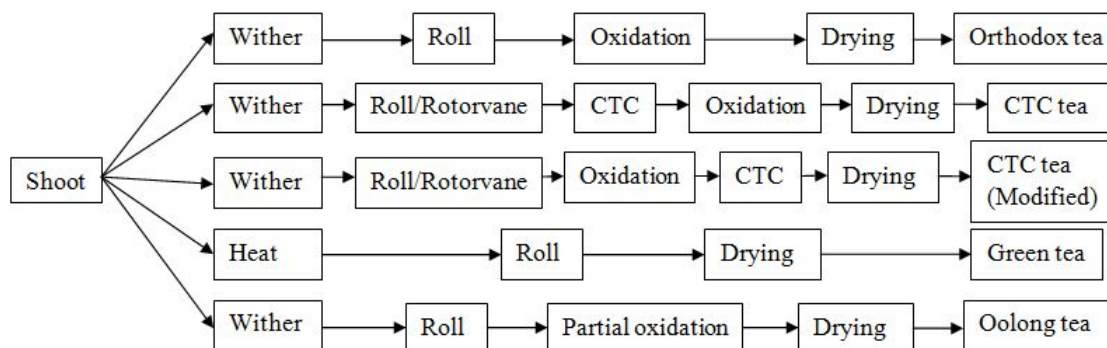 Wither
Roll
Oxidation
Drying
Orthodox tea
Wither
Roll/Rotorvane
CTC
Oxidation
Drying
CTC tea
Shoot
Wither
Roll/Rotorvane
Oxidation
CTC
Drying
CTC tea
(Modified)
Heat
Roll
Drying
Green tea
Wither
Roll
Partial oxidation
Drying
Oolong tea